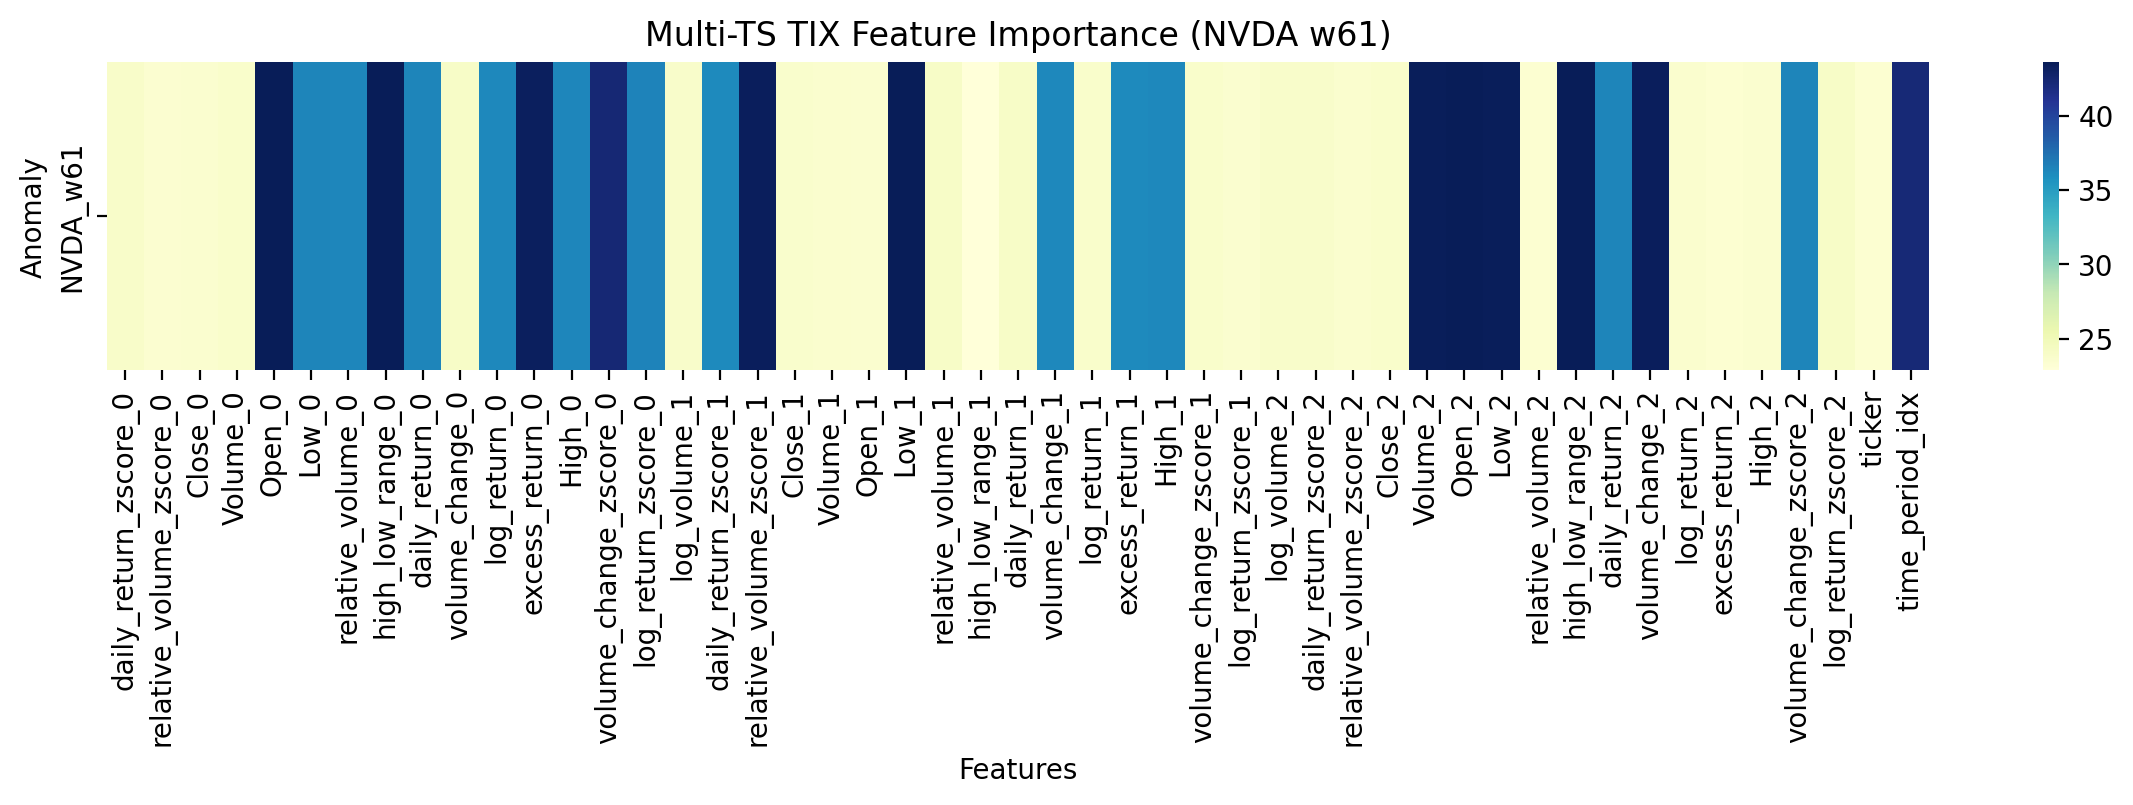 Multi-TS TIX Feature Importance (NVDA w61)
Anomaly
NVDA_w61
daily_return_zscore_0
relative_volume_zscore_0
Close_0
Volume_0
Open_0
Low_0
relative_volume_0
high_low_range_0
daily_return_0
volume_change_0
log_return_0
excess_return_0
High_0
volume_change_zscore_0
log_return_zscore_0
log_volume_1
daily_return_zscore_1
relative_volume_zscore_1
Close_1
Volume_1
Open_1
Low_1
relative_volume_1
high_low_range_1
daily_return_1
volume_change_1
log_return_1
excess_return_1
High_1
volume_change_zscore_1
log_return_zscore_1
log_volume_2
daily_return_zscore_2
relative_volume_zscore_2
Close_2
Volume_2
Open_2
Low_2
relative_volume_2
high_low_range_2
daily_return_2
volume_change_2
log_return_2
excess_return_2
High_2
volume_change_zscore_2
log_return_zscore_2
ticker
time_period_idx
Features
40
35
30
25